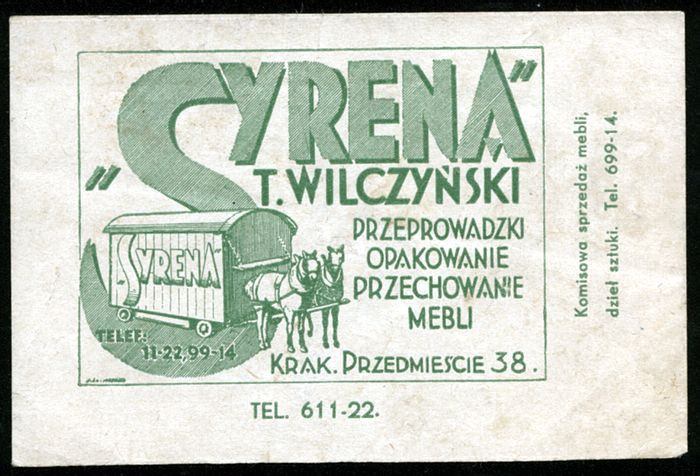 "SYRENA"
T. WILCZYŃSKI
PRZEPROWADZKI
OPAKOWANIE
PRZECHOWANIE
MEBLI
"SYRENA"
TELEF:
11-22, 99-14
KRAK. PRZEDMIEŚCIE 38.
TEL. 611-22.
Komisowa sprzedaż mebli,
dzieł sztuki. Tel. 699-14.